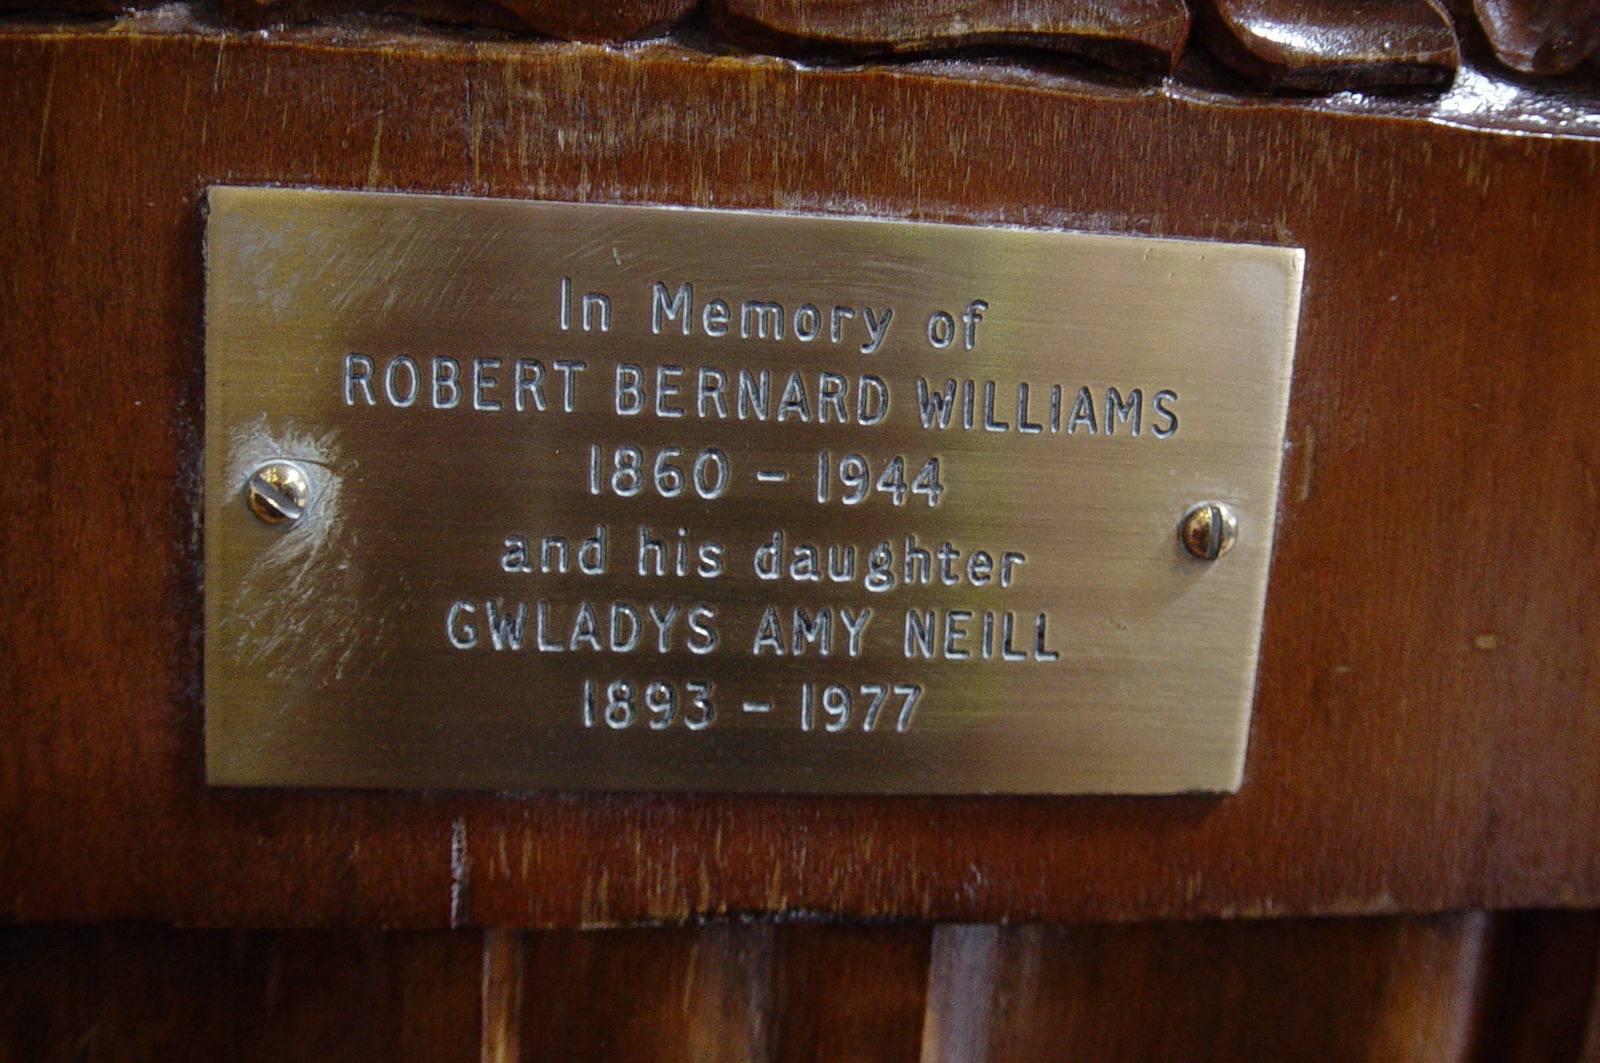 In Memory of
ROBERT BERNARD WILLIAMS
1860 - 1944
and his daughter
GWLADYS AMY NEILL
1893 - 1977